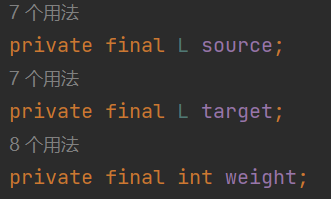 7 个用法
private final L source;
7 个用法
private final L target;
8 个用法
private final int weight;